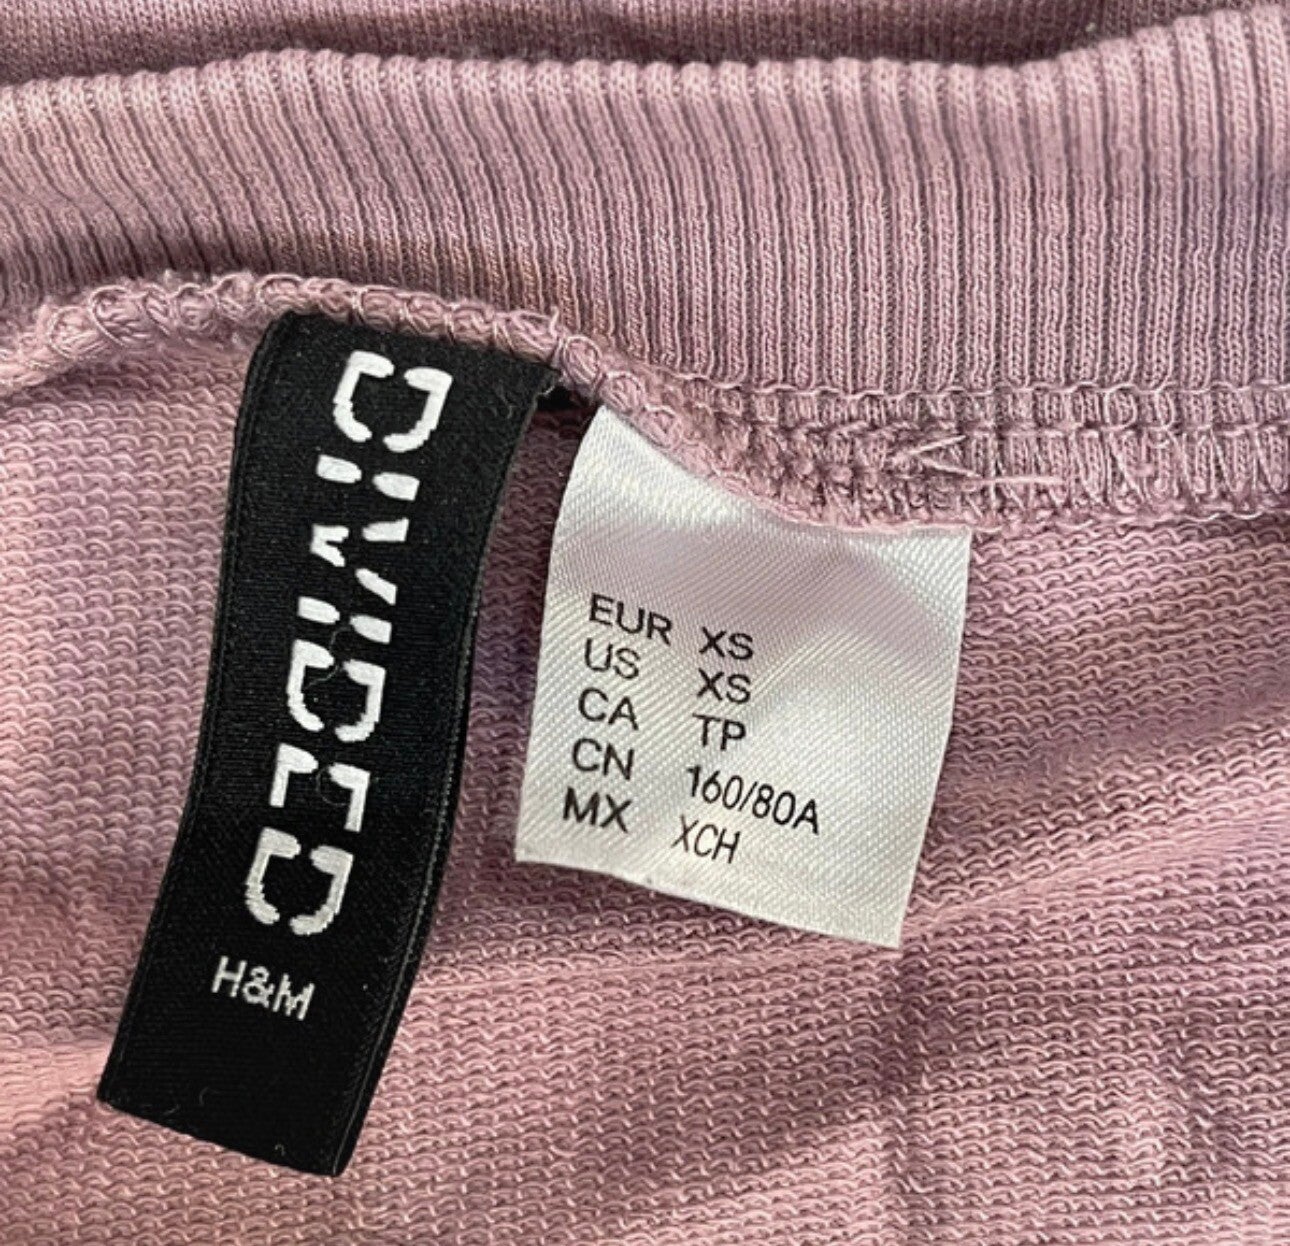 DIVIDED
H&M
EUR XS
US XS
CA TP
CN 160/80A
MX XCH